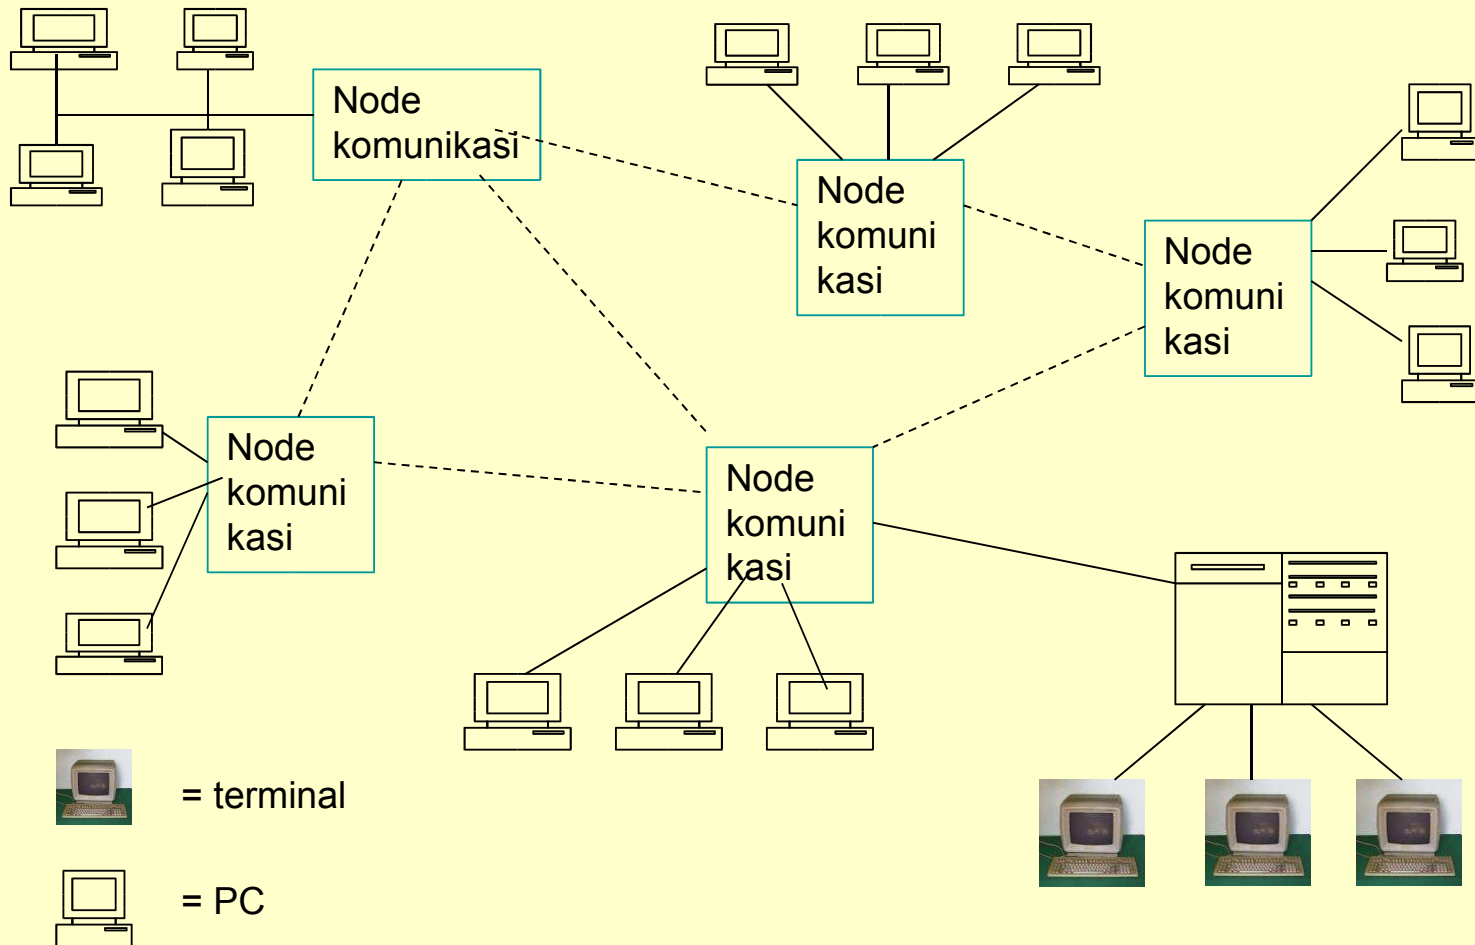 Node
komunikasi
Node
komuni
kasi
Node
komuni
kasi
Node
komuni
kasi
Node
komuni
kasi
= terminal
= PC